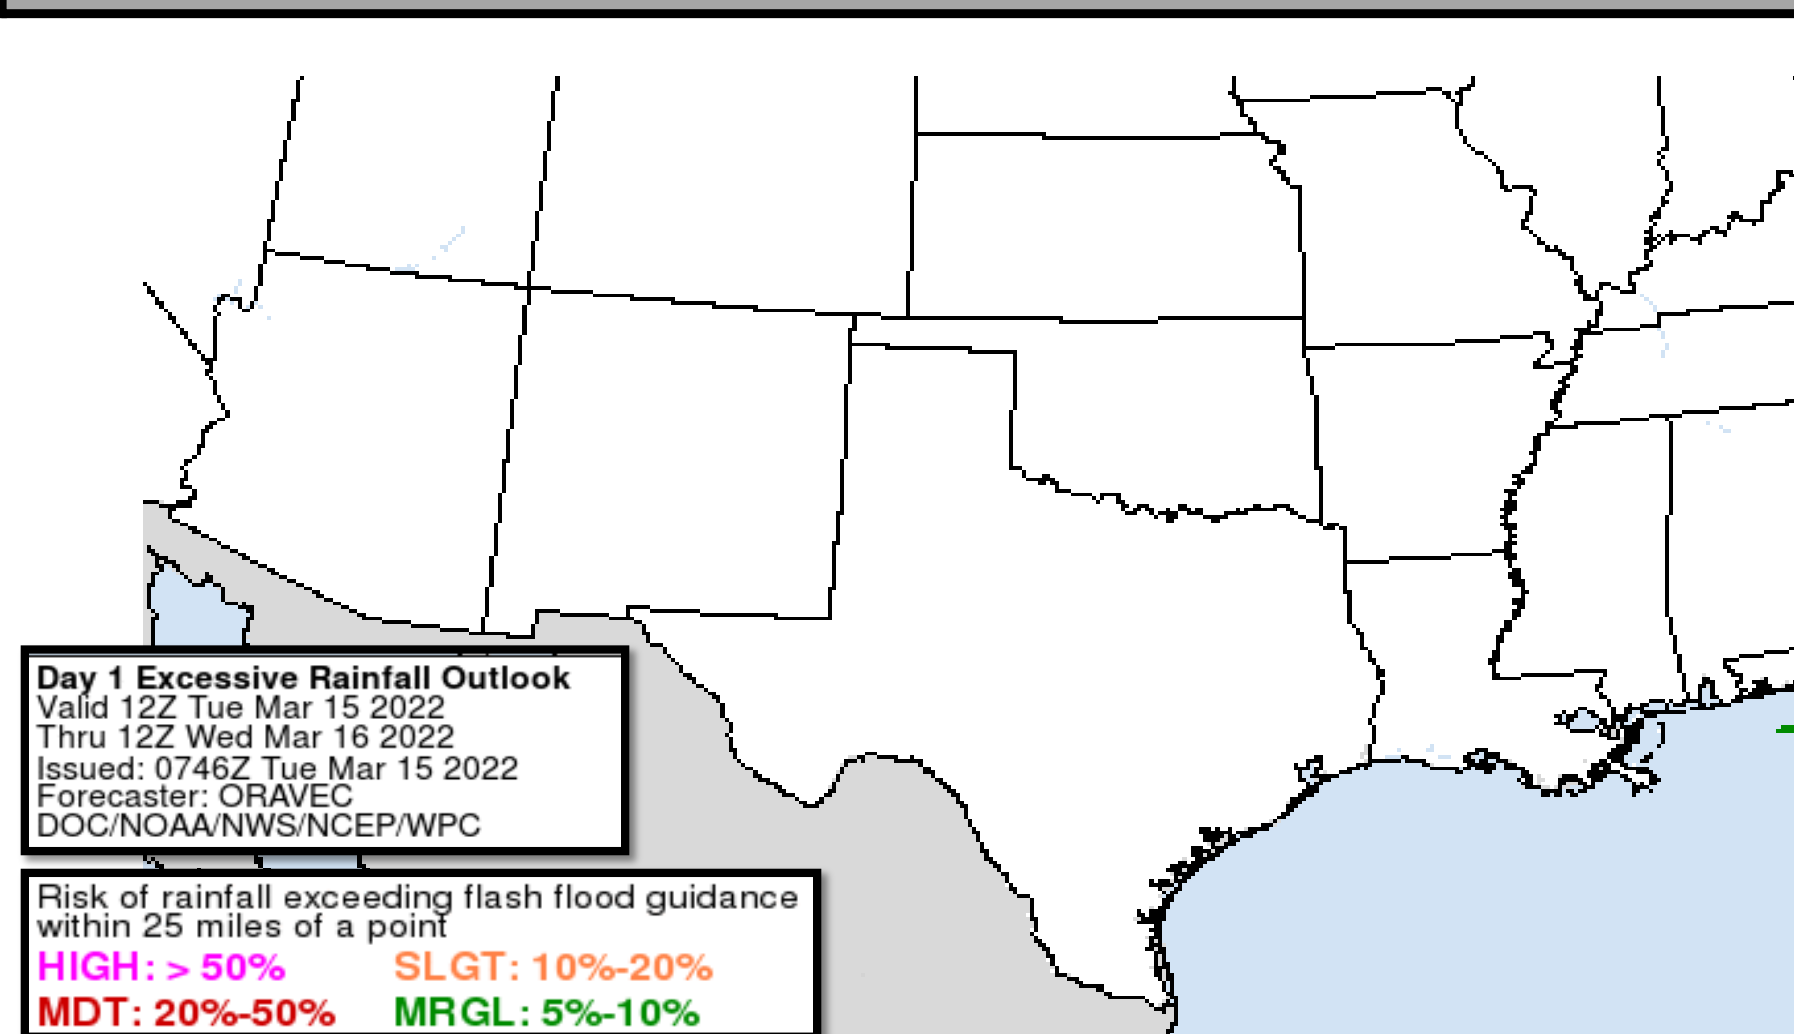 Day 1 Excessive Rainfall Outlook
Valid 12Z Tue Mar 15 2022
Thru 12Z Wed Mar 16 2022
Issued: 0746Z Tue Mar 15 2022
Forecaster: ORAVEC
DOC/NOAA/NWS/NCEP/WPC
Risk of rainfall exceeding flash flood guidance
within 25 miles of a point
HIGH: > 50% SLGT: 10%-20%
MDT: 20%-50% MRGL: 5%-10%